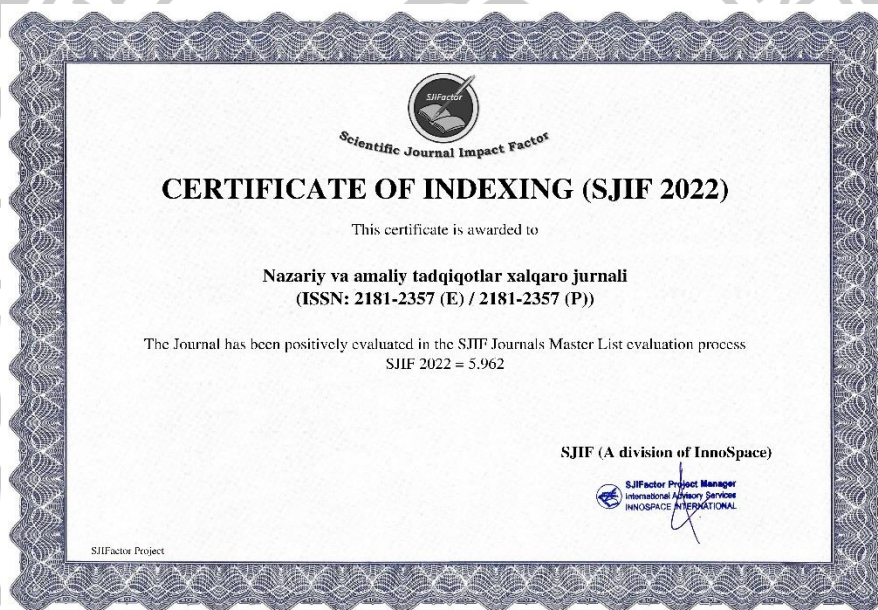 SJIFactor
Scientific Journal Impact Factor
CERTIFICATE OF INDEXING (SJIF 2022)
This certificate is awarded to
Nazariy va amaliy tadqiqotlar xalqaro jurnali
(ISSN: 2181-2357 (E) / 2181-2357 (P))
The Journal has been positively evaluated in the SJIF Journals Master List evaluation process
SJIF 2022 = 5.962
SJIF (A division of InnoSpace)
SJIFactor Project Manager
International Advisory Services
INNOSPACE INTERNATIONAL
SJIFactor Project